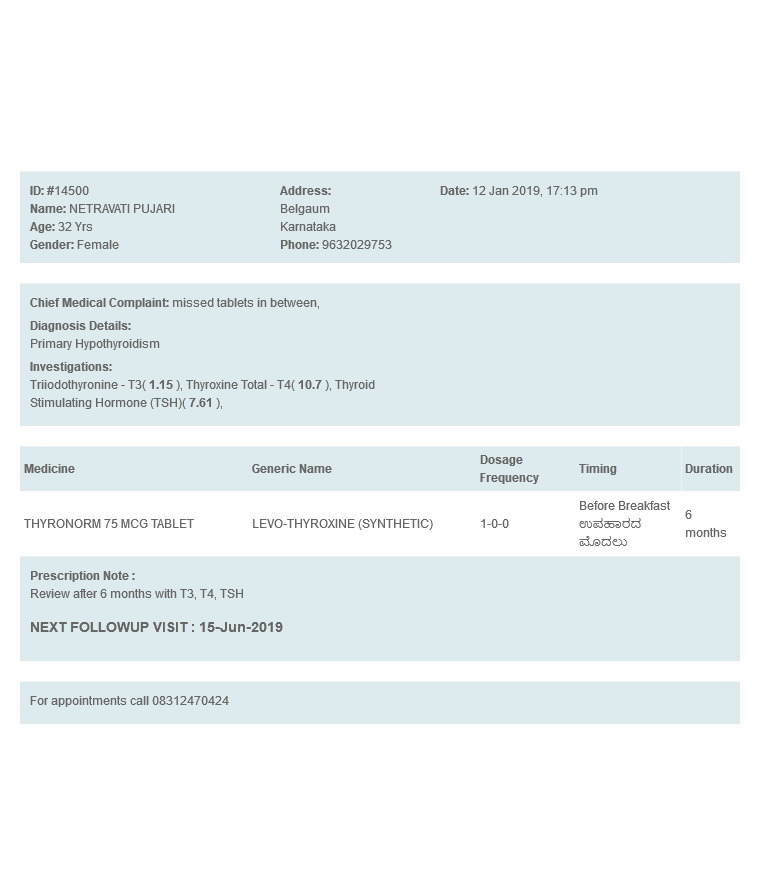 ID: #14500
Name: NETRAVATI PUJARI
Age: 32 Yrs
Gender: Female
Address:
Belgaum
Karnataka
Phone: 9632029753
Date: 12 Jan 2019, 17:13 pm
Chief Medical Complaint: missed tablets in between,
Diagnosis Details:
Primary Hypothyroidism
Investigations:
Triiodothyronine - T3( 1.15 ), Thyroxine Total - T4( 10.7 ), Thyroid
Stimulating Hormone (TSH)( 7.61 ),
Medicine
Generic Name
Dosage
Frequency
Timing
Duration
THYRONORM 75 MCG TABLET
LEVO-THYROXINE (SYNTHETIC)
1-0-0
Before Breakfast
ಉಪಹಾರದ
ಮೊದಲು
6
months
Prescription Note :
Review after 6 months with T3, T4, TSH
NEXT FOLLOWUP VISIT : 15-Jun-2019
For appointments call 08312470424